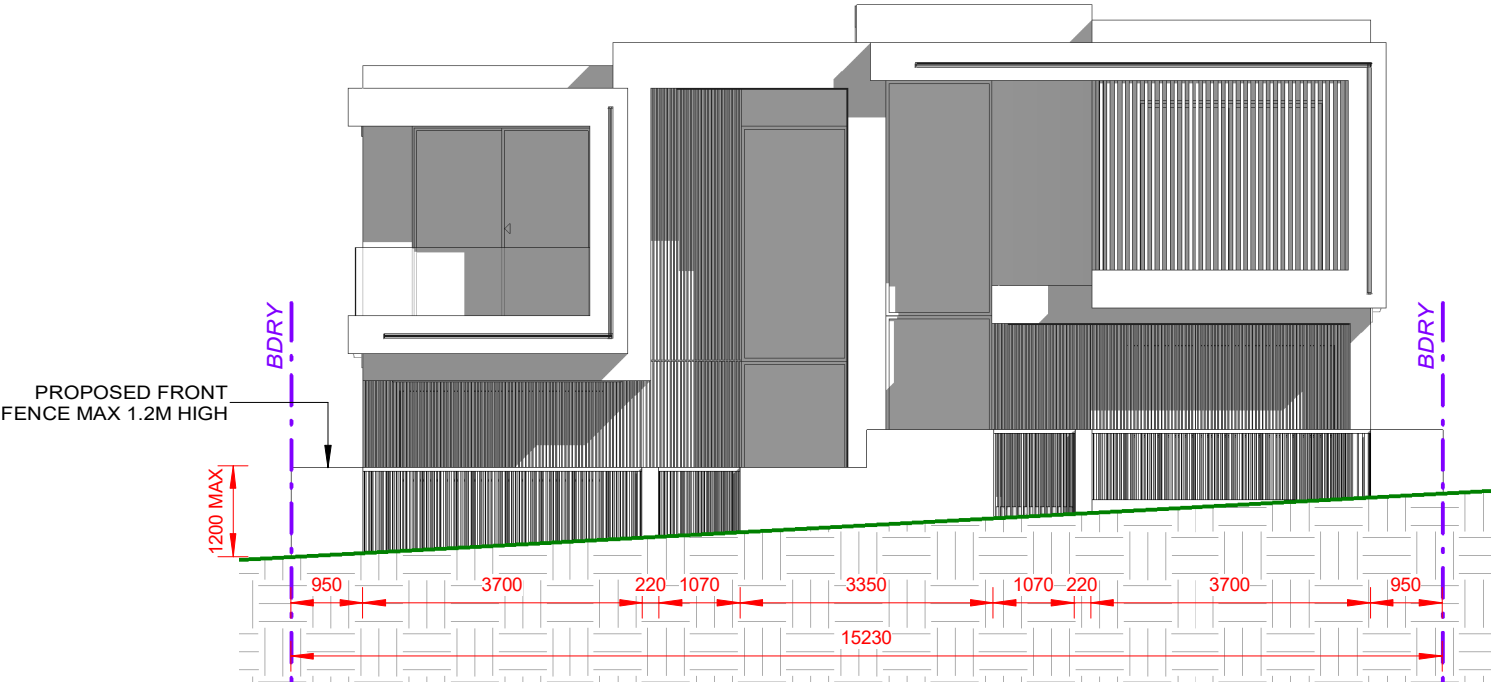 BDRY
BDRY
PROPOSED FRONT
FENCE MAX 1.2M HIGH
1200 MAX
950 3700 220 1070 3350 1070 220 3700 950
15230